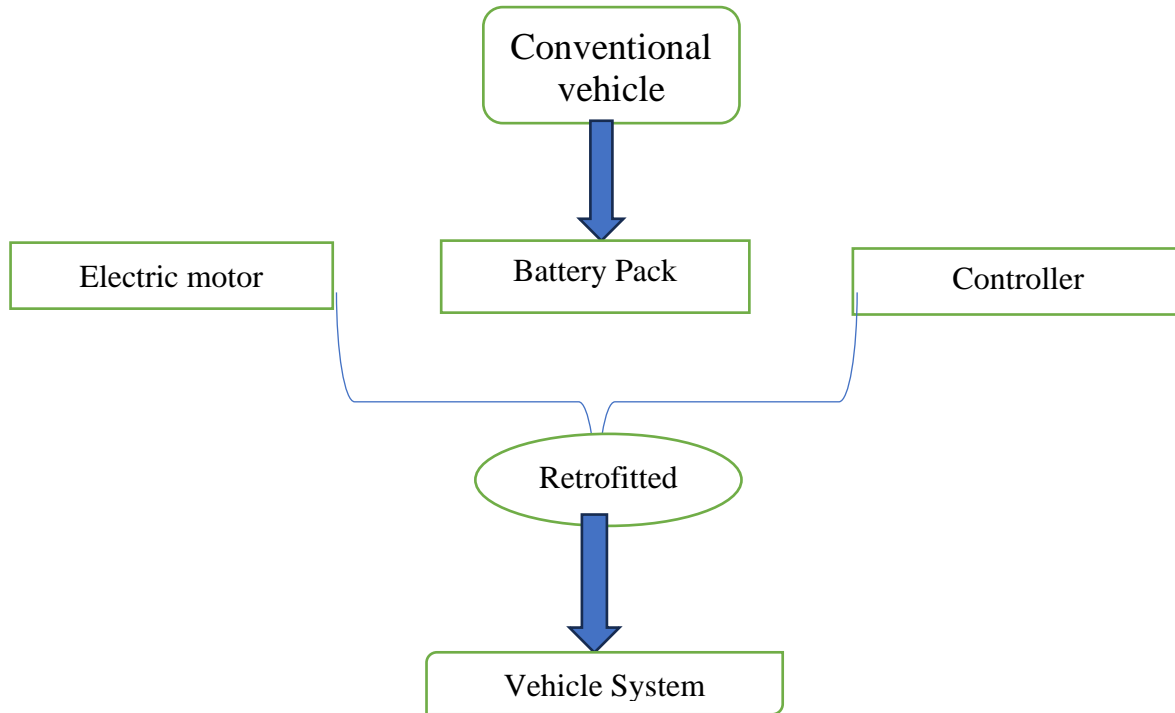 Conventional
vehicle
Electric motor
Battery Pack
Controller
Retrofitted
Vehicle System